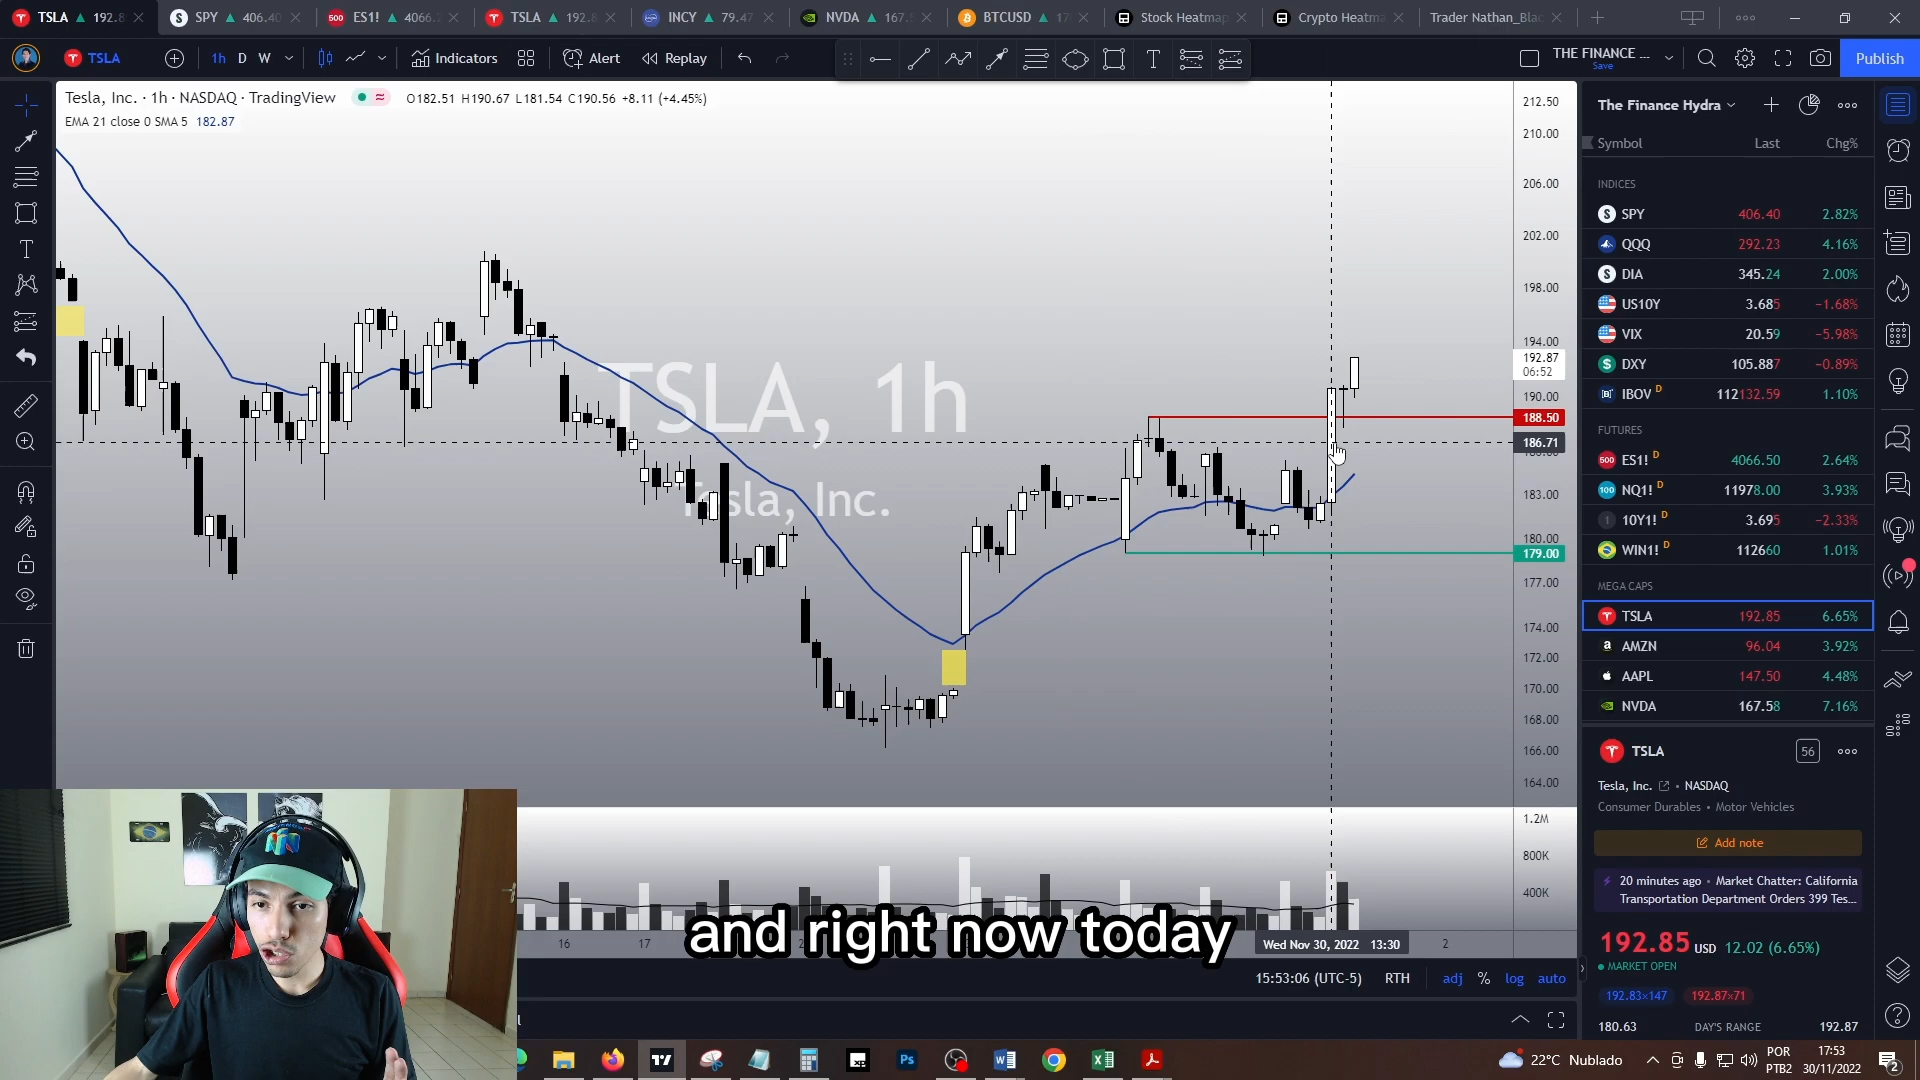 TSLA 192.8
SPY 406.40
ES1! 4066.
TSLA 192.8
INCY 79.47
NVDA 167.5
BTCUSD 17
Stock Heatmap
Crypto Heatma
Trader Nathan_Bla
TSLA 1h D W Indicators Alert Replay THE FINANCE ... Save Publish
Tesla, Inc. · 1h · NASDAQ · TradingView O182.51 H190.67 L181.54 C190.56 +8.11 (+4.45%)
EMA 21 close 0 SMA 5 182.87
TSLA, 1h
Tesla, Inc.
212.50
210.00
206.00
202.00
198.00
194.00
192.87
06:52
190.00
188.50
186.71
183.00
180.00
179.00
177.00
174.00
172.00
170.00
168.00
166.00
164.00
1.2M
800K
400K
16 17 Wed Nov 30, 2022 13:30 2
and right now today
15:53:06 (UTC-5) RTH adj % log auto
The Finance Hydra
Symbol Last Chg%
INDICES
SPY 406.40 2.82%
QQQ 292.23 4.16%
DIA 345.24 2.00%
US10Y 3.685 −1.68%
VIX 20.59 −5.98%
DXY 105.887 −0.89%
IBOV D 112132.59 1.10%
FUTURES
ES1! D 4066.50 2.64%
NQ1! D 11978.00 3.93%
10Y1! D 3.695 −2.33%
WIN1! D 112660 1.01%
MEGA CAPS
TSLA 192.85 6.65%
AMZN 96.04 3.92%
AAPL 147.50 4.48%
NVDA 167.58 7.16%
TSLA 56
Tesla, Inc. • NASDAQ
Consumer Durables • Motor Vehicles
Add note
20 minutes ago • Market Chatter: California
Transportation Department Orders 399 Tes...
192.85 USD 12.02 (6.65%)
MARKET OPEN
192.83×147 192.87×71
180.63 DAY'S RANGE 192.87
22°C Nublado
POR
PTB2
17:53
30/11/2022
2